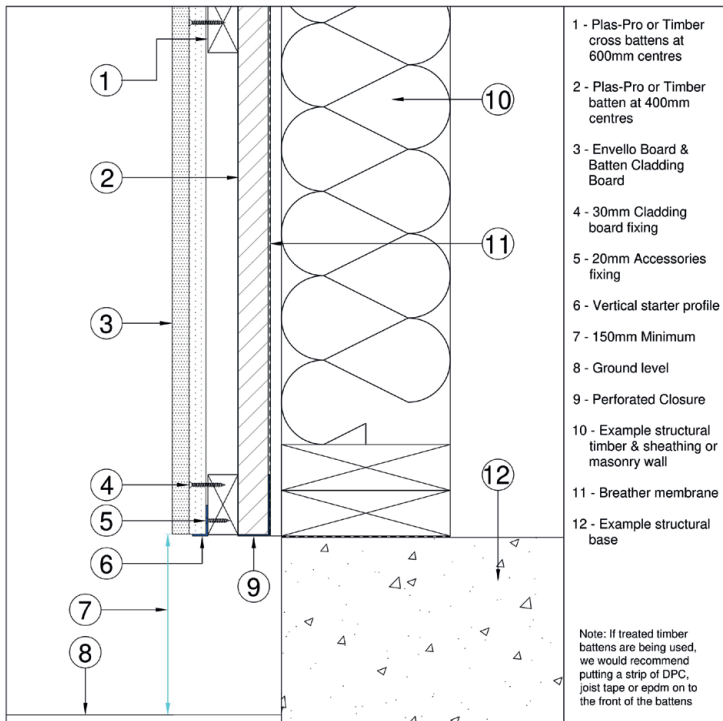 1
2
3
4
5
6
7
8
9
10
11
12
1 - Plas-Pro or Timber
cross battens at
600mm centres
2 - Plas-Pro or Timber
batten at 400mm
centres
3 - Envello Board &
Batten Cladding
Board
4 - 30mm Cladding
board fixing
5 - 20mm Accessories
fixing
6 - Vertical starter profile
7 - 150mm Minimum
8 - Ground level
9 - Perforated Closure
10 - Example structural
timber & sheathing or
masonry wall
11 - Breather membrane
12 - Example structural
base
Note: If treated timber
battens are being used,
we would recommend
putting a strip of DPC,
joist tape or epdm on to
the front of the battens